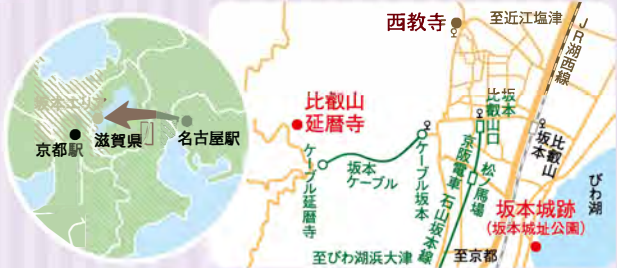 坂本エリア
京都駅
滋賀県
名古屋駅
西教寺
至近江塩津
JR湖西線
比叡山
延暦寺
坂本
比叡山口
比叡山
坂本
ケーブル延暦寺
坂本
ケーブル
ケーブル坂本
京阪電車
石山坂本線
松ノ馬場
びわ湖
坂本城跡
(坂本城址公園)
至びわ湖浜大津
至京都